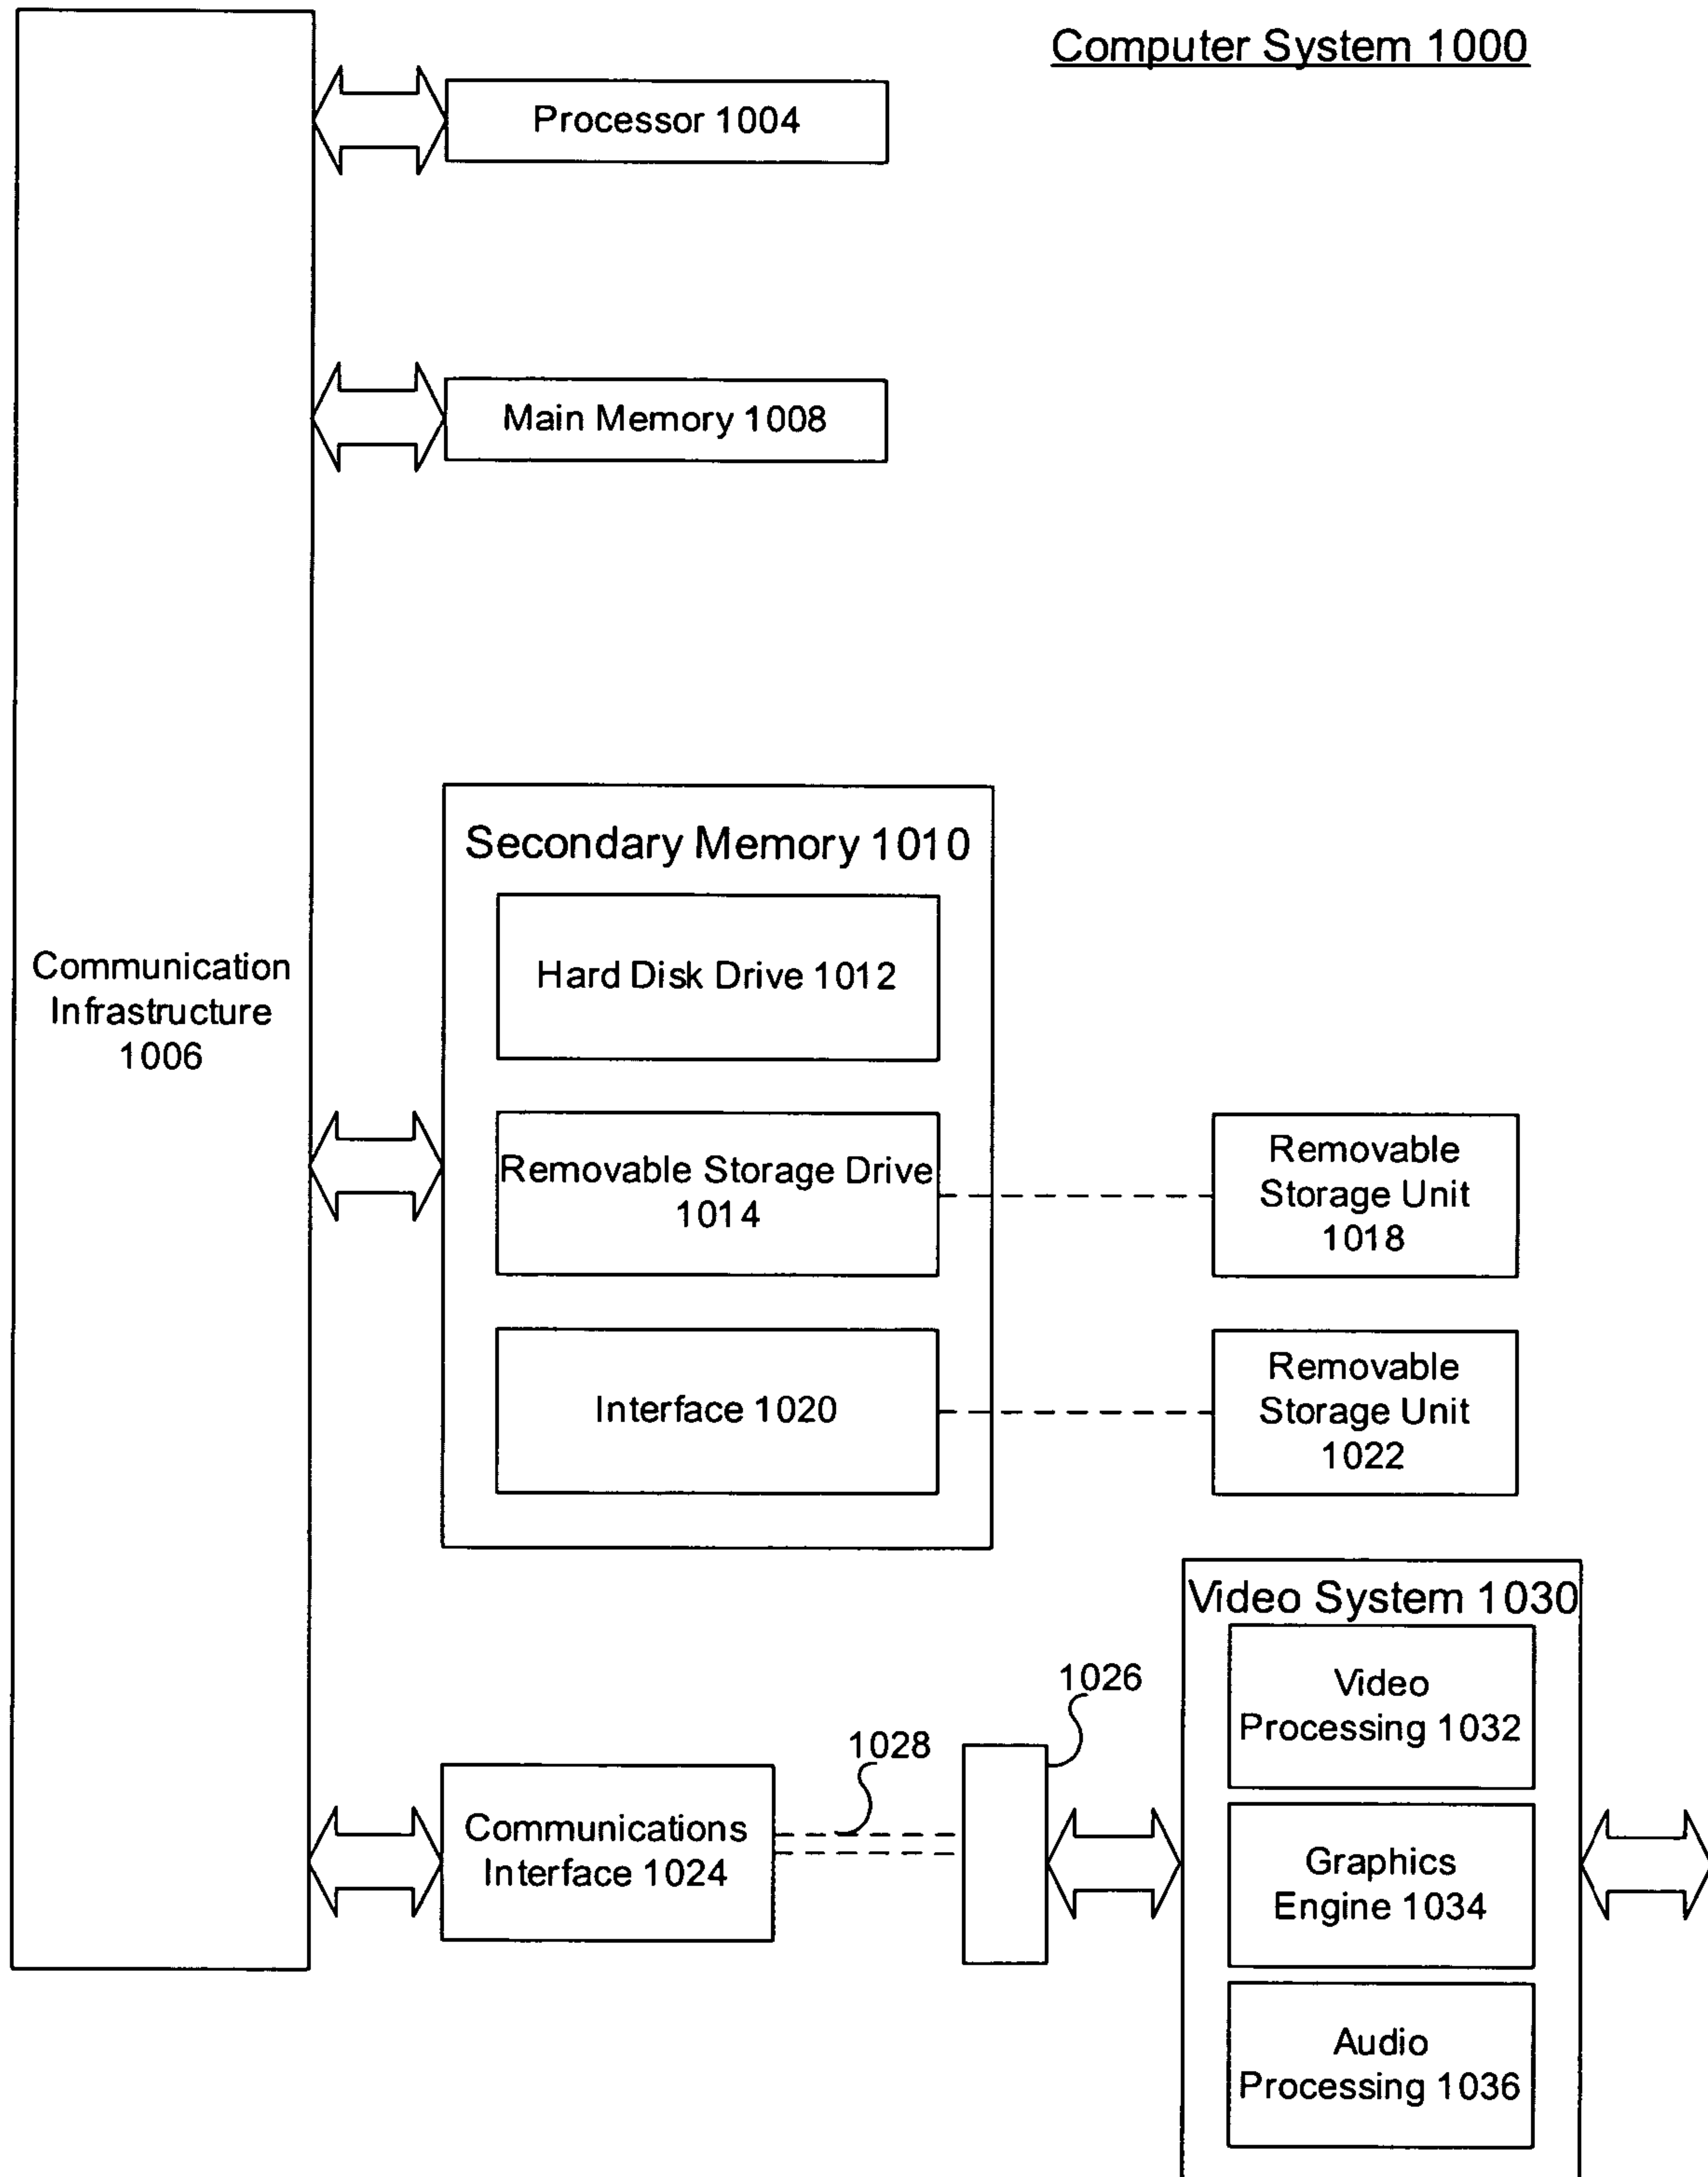 Computer System 1000
Processor 1004
Main Memory 1008
Communication
Infrastructure
1006
Secondary Memory 1010
Hard Disk Drive 1012
Removable Storage Drive
1014
Removable
Storage Unit
1018
Interface 1020
Removable
Storage Unit
1022
Communications
Interface 1024
1028
1026
Video System 1030
Video
Processing 1032
Graphics
Engine 1034
Audio
Processing 1036